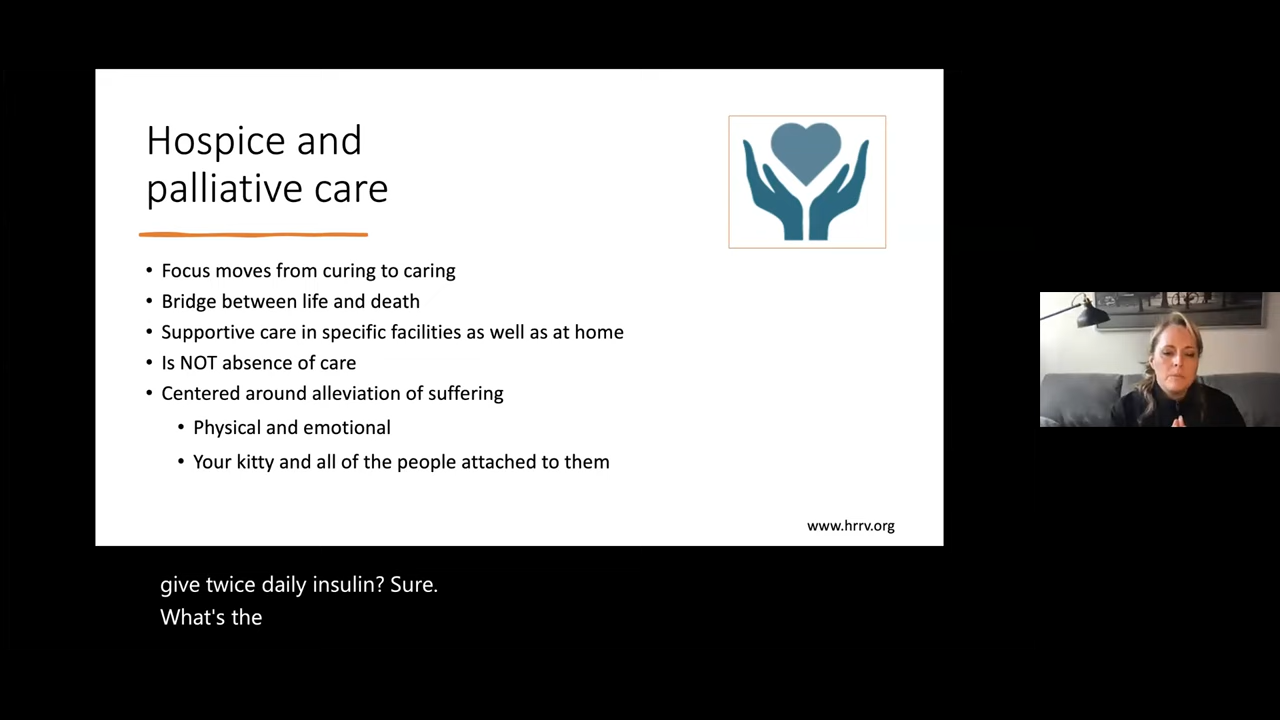 Hospice and
palliative care
• Focus moves from curing to caring
• Bridge between life and death
• Supportive care in specific facilities as well as at home
• Is NOT absence of care
• Centered around alleviation of suffering
• Physical and emotional
• Your kitty and all of the people attached to them
www.hrrv.org
give twice daily insulin? Sure.
What's the